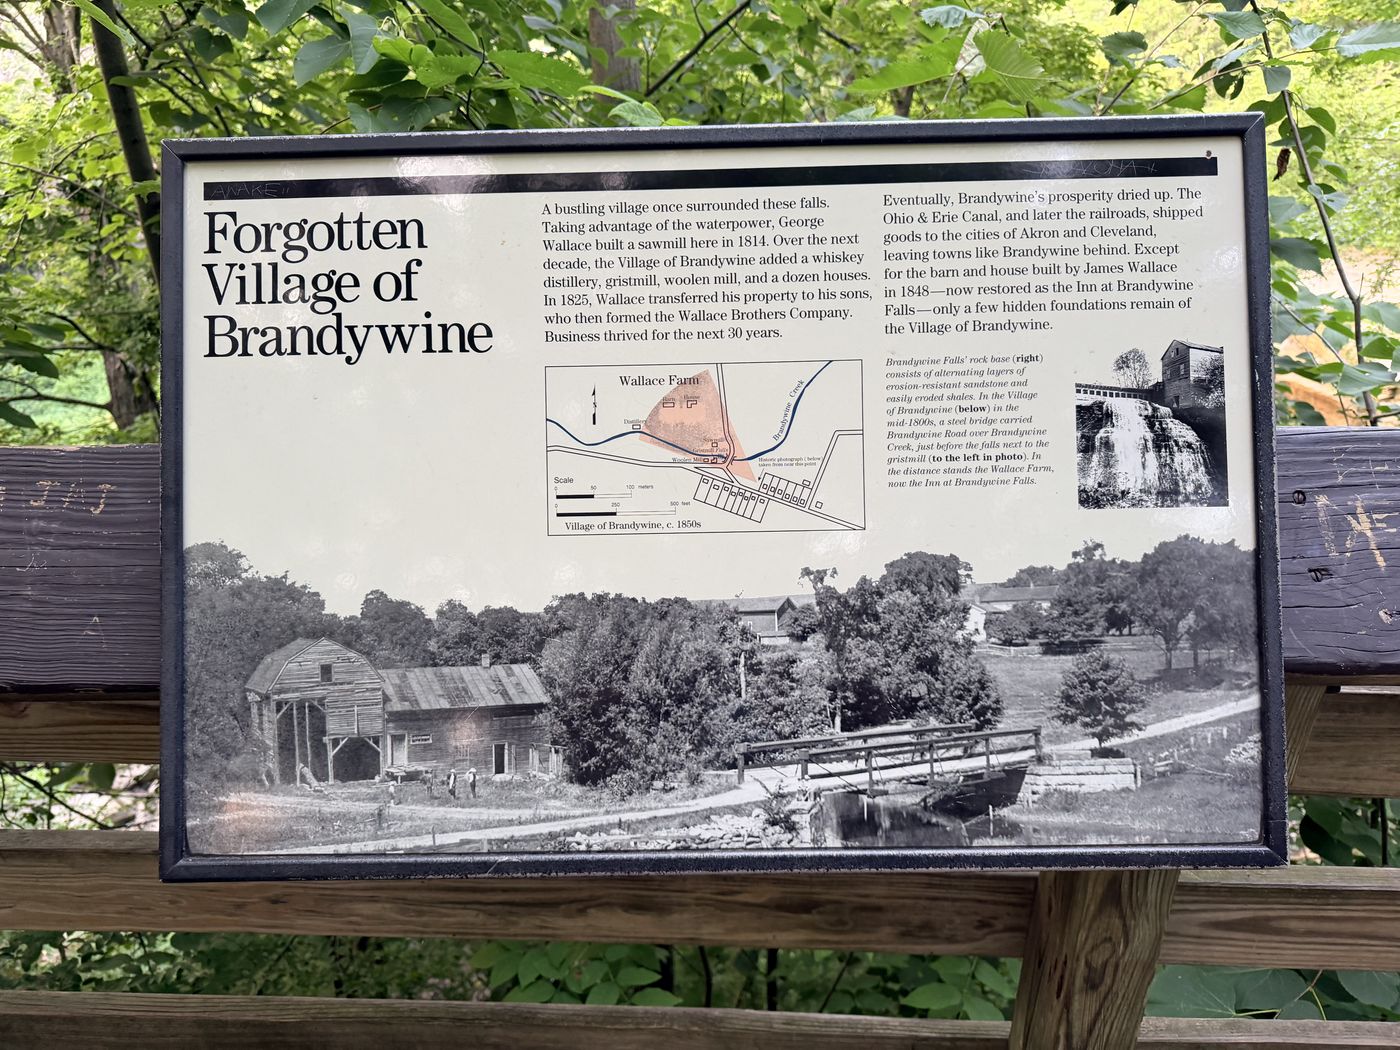 AWAKE
Forgotten
Village of
Brandywine
A bustling village once surrounded these falls.
Taking advantage of the waterpower, George
Wallace built a sawmill here in 1814. Over the next
decade, the Village of Brandywine added a whiskey
distillery, gristmill, woolen mill, and a dozen houses.
In 1825, Wallace transferred his property to his sons,
who then formed the Wallace Brothers Company.
Business thrived for the next 30 years.
Eventually, Brandywine's prosperity dried up. The
Ohio & Erie Canal, and later the railroads, shipped
goods to the cities of Akron and Cleveland,
leaving towns like Brandywine behind. Except
for the barn and house built by James Wallace
in 1848—now restored as the Inn at Brandywine
Falls—only a few hidden foundations remain of
the Village of Brandywine.
Wallace Farm
Barn
House
Distillery
Sawmill
Gristmill
Falls
Woolen Mill
Brandywine Creek
Historic photograph (below)
taken from near this point
Scale
0 50 100 meters
0 250 500 feet
Village of Brandywine, c. 1850s
Brandywine Falls' rock base (right)
consists of alternating layers of
erosion-resistant sandstone and
easily eroded shales. In the Village
of Brandywine (below) in the
mid-1800s, a steel bridge carried
Brandywine Road over Brandywine
Creek, just before the falls next to the
gristmill (to the left in photo). In
the distance stands the Wallace Farm,
now the Inn at Brandywine Falls.